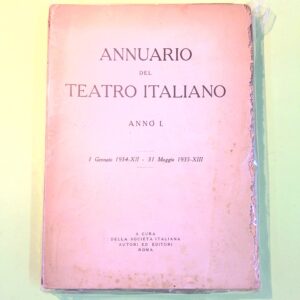 ANNUARIO
DEL
TEATRO ITALIANO
ANNO I.
1 Gennaio 1934-XII - 31 Maggio 1935-XIII
A CURA
DELLA SOCIETÀ ITALIANA
AUTORI ED EDITORI
ROMA